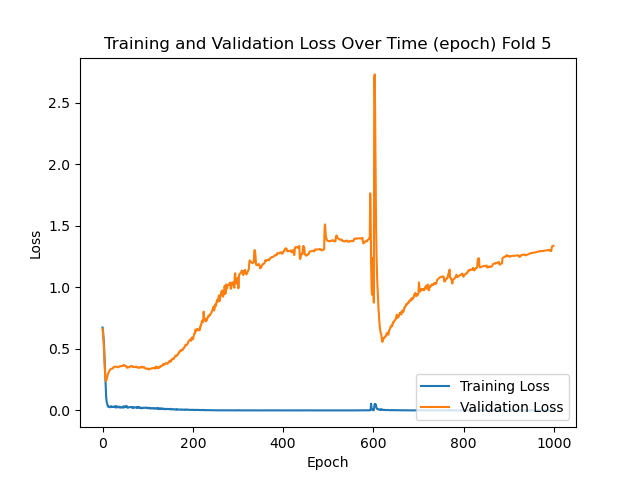 Training and Validation Loss Over Time (epoch) Fold 5
2.5
2.0
1.5
1.0
0.5
0.0
Loss
Training Loss
Validation Loss
0 200 400 600 800 1000
Epoch